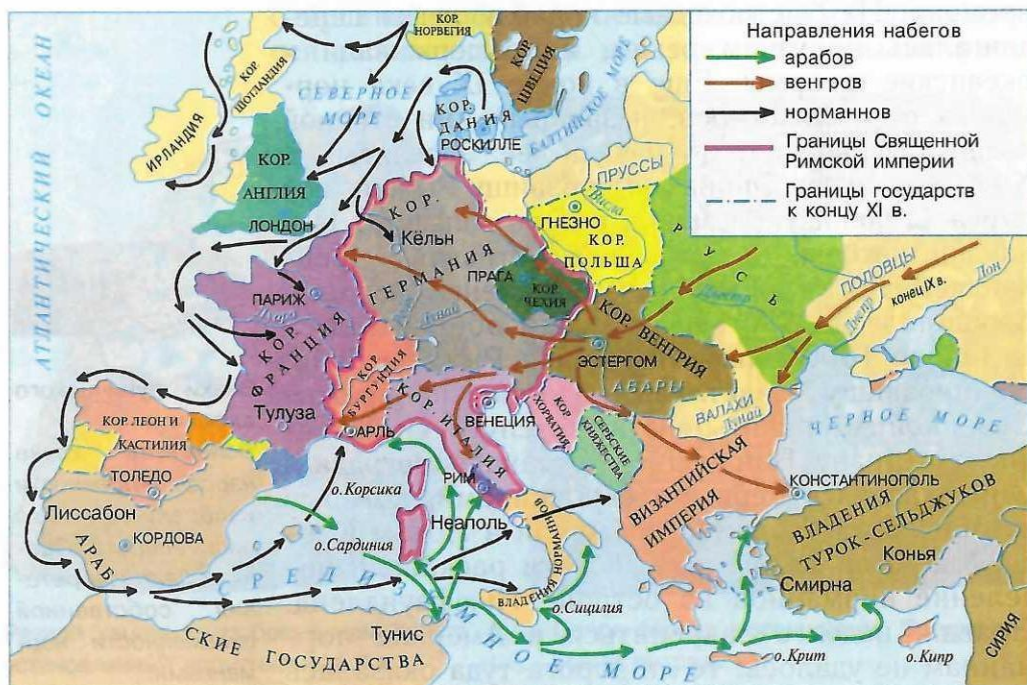 Направления набегов
арабов
венгров
норманнов
Границы Священной
Римской империи
Границы государств
к концу XI в.
АТЛАНТИЧЕСКИЙ ОКЕАН
КОР.
НОРВЕГИЯ
КОР.
ШВЕЦИЯ
КОР.
ШОТЛАНДИЯ
СЕВЕРНОЕ
МОРЕ
КОР.
ДАНИЯ
РОСКИЛЛЕ
БАЛТИЙСКОЕ МОРЕ
ИРЛАНДИЯ
КОР.
АНГЛИЯ
ЛОНДОН
ПРУССЫ
Висла
ГНЕЗНО
КОР.
ПОЛЬША
РУСЬ
КОР.
ГЕРМАНИЯ
Кёльн
ПРАГА
КОР.
ЧЕХИЯ
Днестр
ПОЛОВЦЫ
Дон
конец IX в.
Днепр
ПАРИЖ
Луара
КОР.
ФРАНЦИЯ
Дунай
КОР. ВЕНГРИЯ
ЭСТЕРГОМ
АВАРЫ
КОР.
БУРГУНДИЯ
КОР. ИТАЛИЯ
ВЕНЕЦИЯ
КОР.
ХОРВАТИЯ
СЕРБСКИЕ
КНЯЖЕСТВА
ВАЛАХИ
Дунай
ЧЕРНОЕ МОРЕ
Тулуза
АРЛЬ
КОР. ЛЕОН И
КАСТИЛИЯ
ТОЛЕДО
о.Корсика
РИМ
ВИЗАНТИЙСКАЯ
ИМПЕРИЯ
КОНСТАНТИНОПОЛЬ
ВЛАДЕНИЯ
ТУРОК-СЕЛЬДЖУКОВ
Лиссабон
КОРДОВА
о.Сардиния
Неаполь
ВЛАДЕНИЯ НОРМАННОВ
Конья
Смирна
АРАБ
СКИЕ ГОСУДАРСТВА
СРЕДИЗЕМНОЕ МОРЕ
Тунис
о.Сицилия
о.Крит
о.Кипр
СИРИЯ